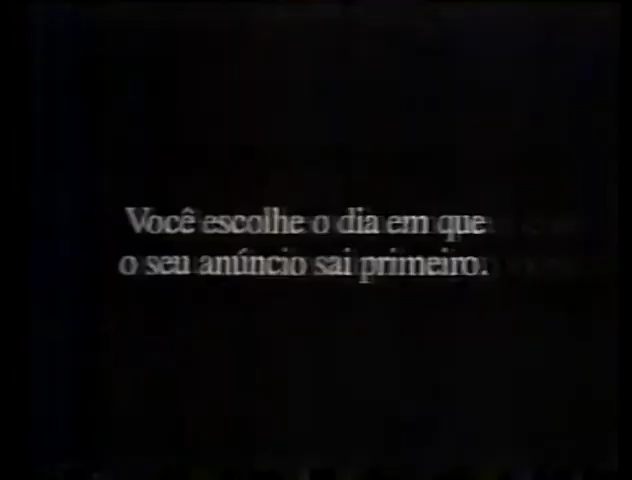 Você escolhe o dia em que
o seu anúncio sai primeiro.